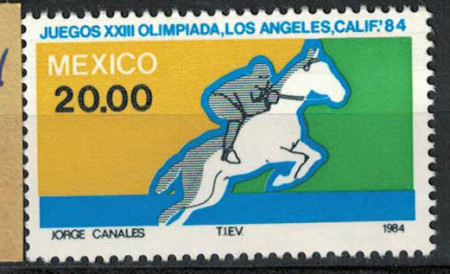 JUEGOS XXIII OLIMPIADA, LOS ANGELES, CALIF.'84
MEXICO
20.00
JORGE CANALES T.I.E.V. 1984